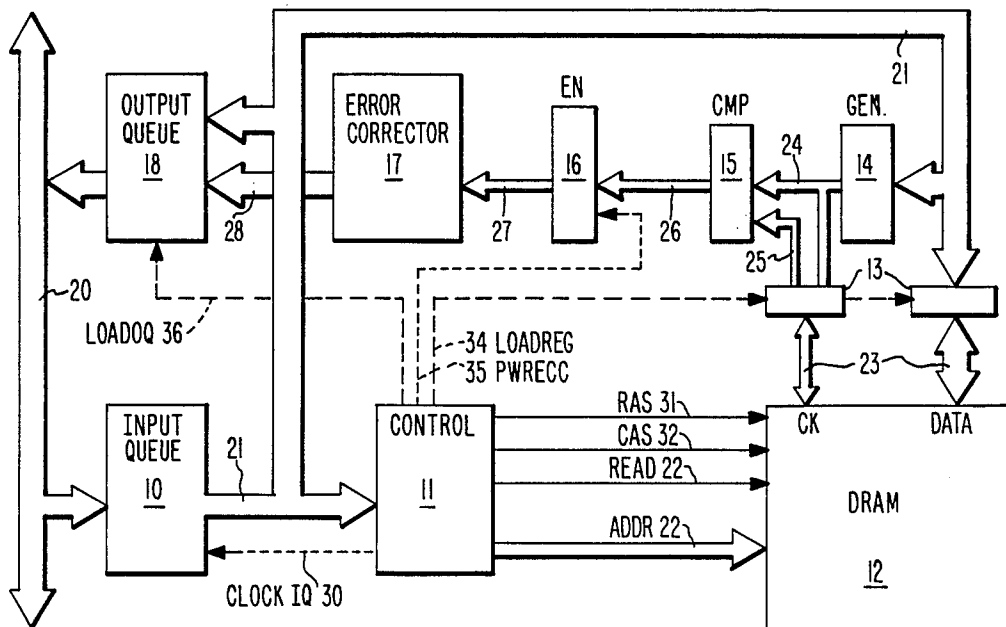 21
OUTPUT
QUEUE
18
ERROR
CORRECTOR
17
EN
16
CMP
15
GEN.
14
24
28
27
26
25
13
20
LOADOQ 36
34 LOADREG
35 PWRECC
23
INPUT
QUEUE
10
21
CONTROL
11
RAS 31
CAS 32
READ 22
ADDR 22
CK
DATA
DRAM
12
CLOCK IQ 30